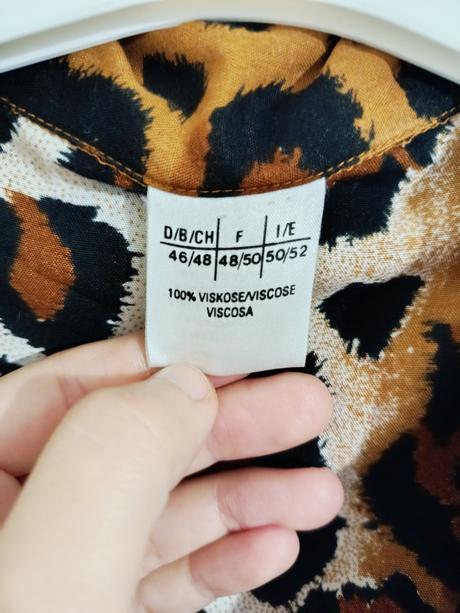 D/B/CH F I/E
46/48 48/50 50/52
100% VISKOSE/VISCOSE
VISCOSA